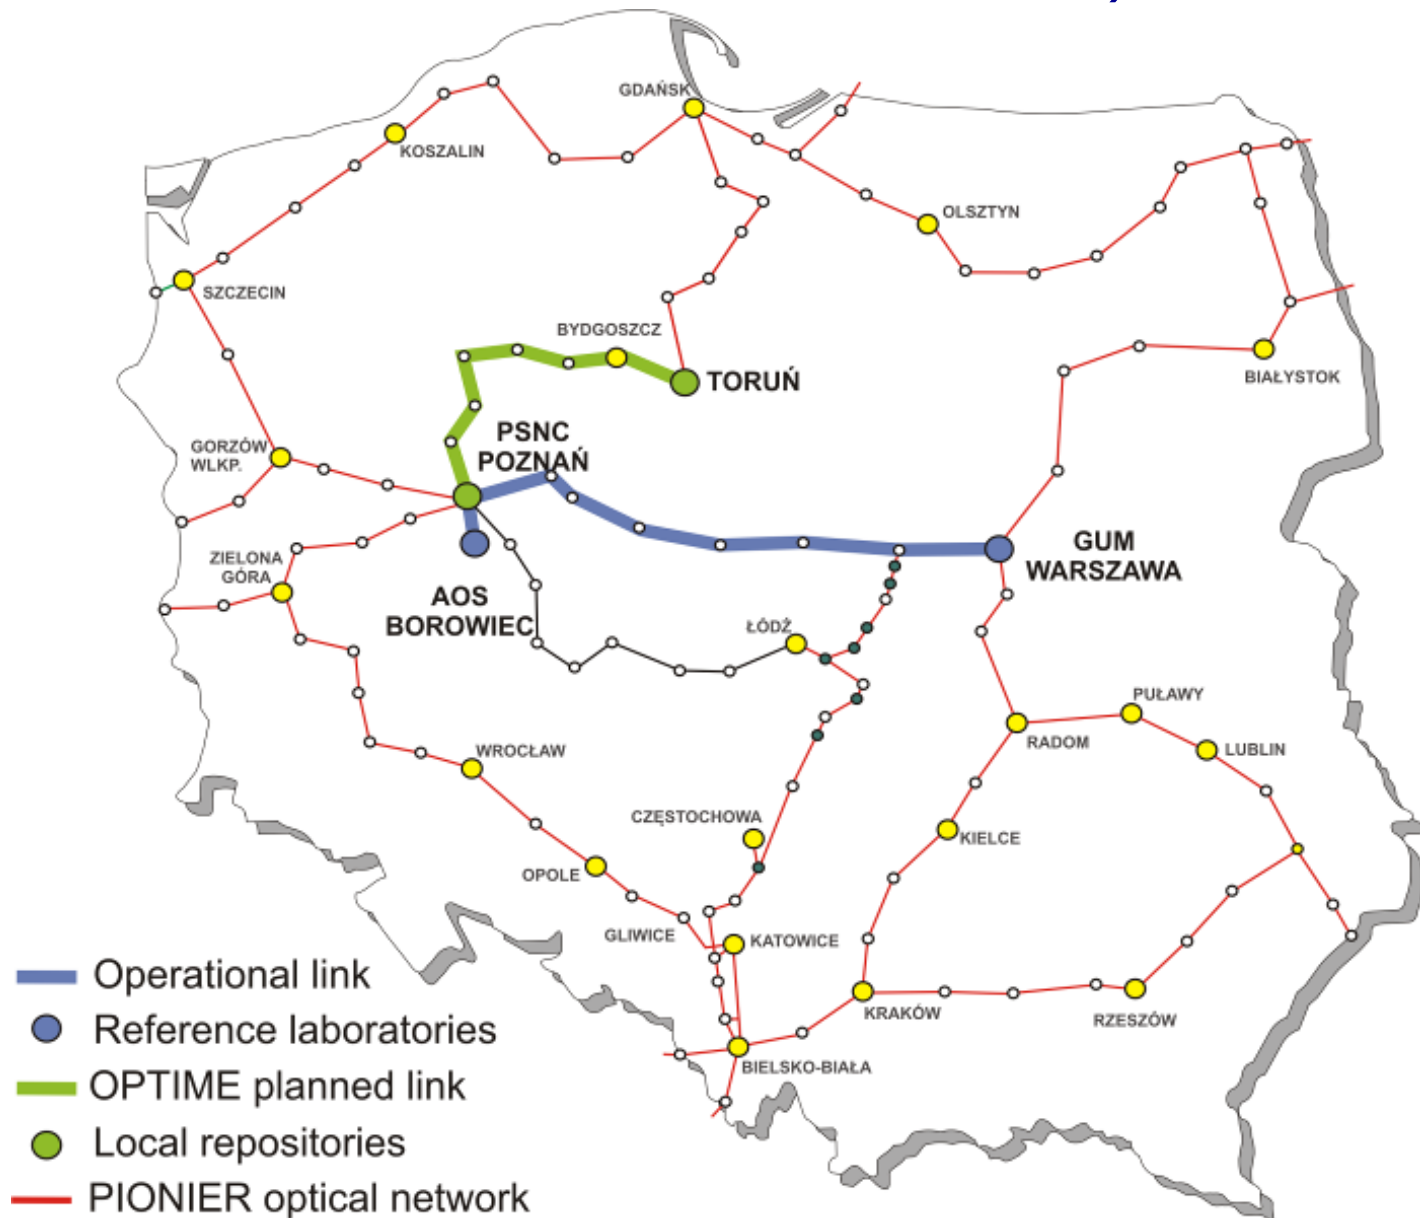 GDAŃSK
KOSZALIN
OLSZTYN
SZCZECIN
BYDGOSZCZ
TORUŃ
BIAŁYSTOK
PSNC
POZNAŃ
GORZÓW
WLKP.
GUM
WARSZAWA
ZIELONA
GÓRA
AOS
BOROWIEC
ŁÓDŹ
PUŁAWY
RADOM
LUBLIN
WROCŁAW
CZĘSTOCHOWA
KIELCE
OPOLE
GLIWICE
KATOWICE
KRAKÓW
RZESZÓW
BIELSKO-BIAŁA
Operational link
Reference laboratories
OPTIME planned link
Local repositories
PIONIER optical network